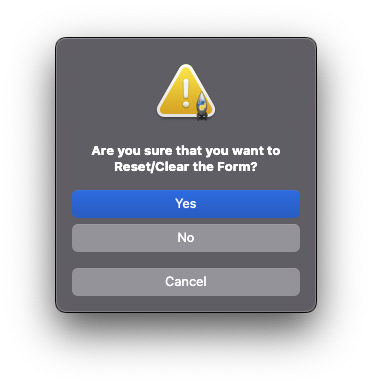 Are you sure that you want to
Reset/Clear the Form?
Yes
No
Cancel